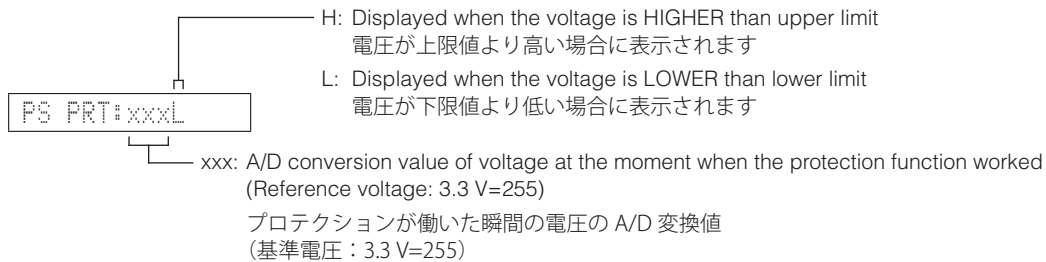 H: Displayed when the voltage is HIGHER than upper limit
電圧が上限値より高い場合に表示されます
L: Displayed when the voltage is LOWER than lower limit
電圧が下限値より低い場合に表示されます
PS PRT:xxxL
xxx: A/D conversion value of voltage at the moment when the protection function worked
(Reference voltage: 3.3 V=255)
プロテクションが働いた瞬間の電圧の A/D 変換値
（基準電圧：3.3 V=255）